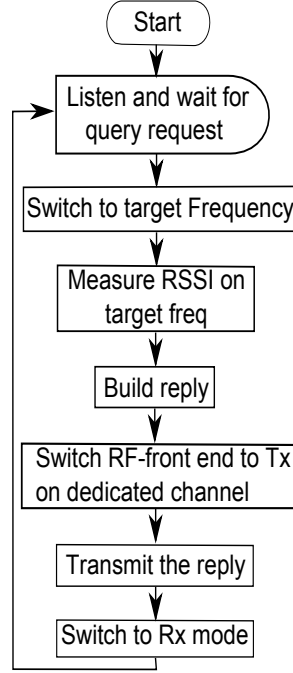 Start
Listen and wait for
query request
Switch to target Frequency
Measure RSSI on
target freq
Build reply
Switch RF-front end to Tx
on dedicated channel
Transmit the reply
Switch to Rx mode